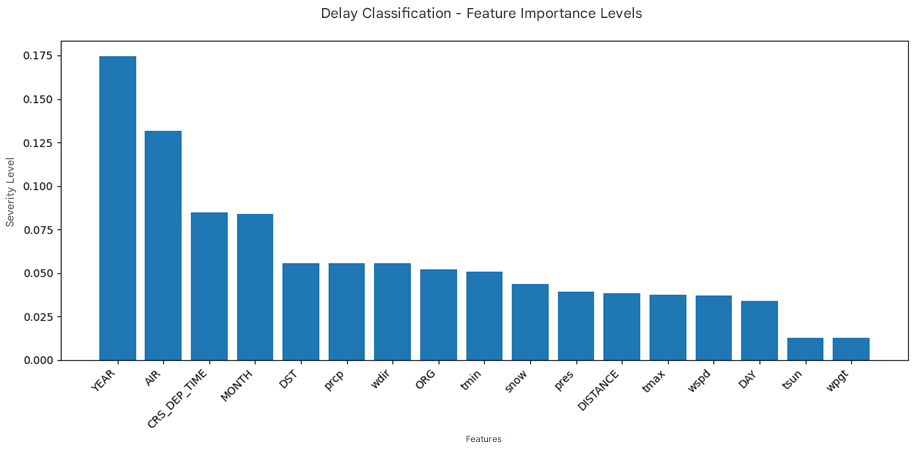 Delay Classification - Feature Importance Levels
0.175
0.150
0.125
0.100
0.075
0.050
0.025
0.000
Severity Level
YEAR
AIR
CRS_DEP_TIME
MONTH
DST
prcp
wdir
ORG
tmin
snow
pres
DISTANCE
tmax
wspd
DAY
tsun
wpgt
Features